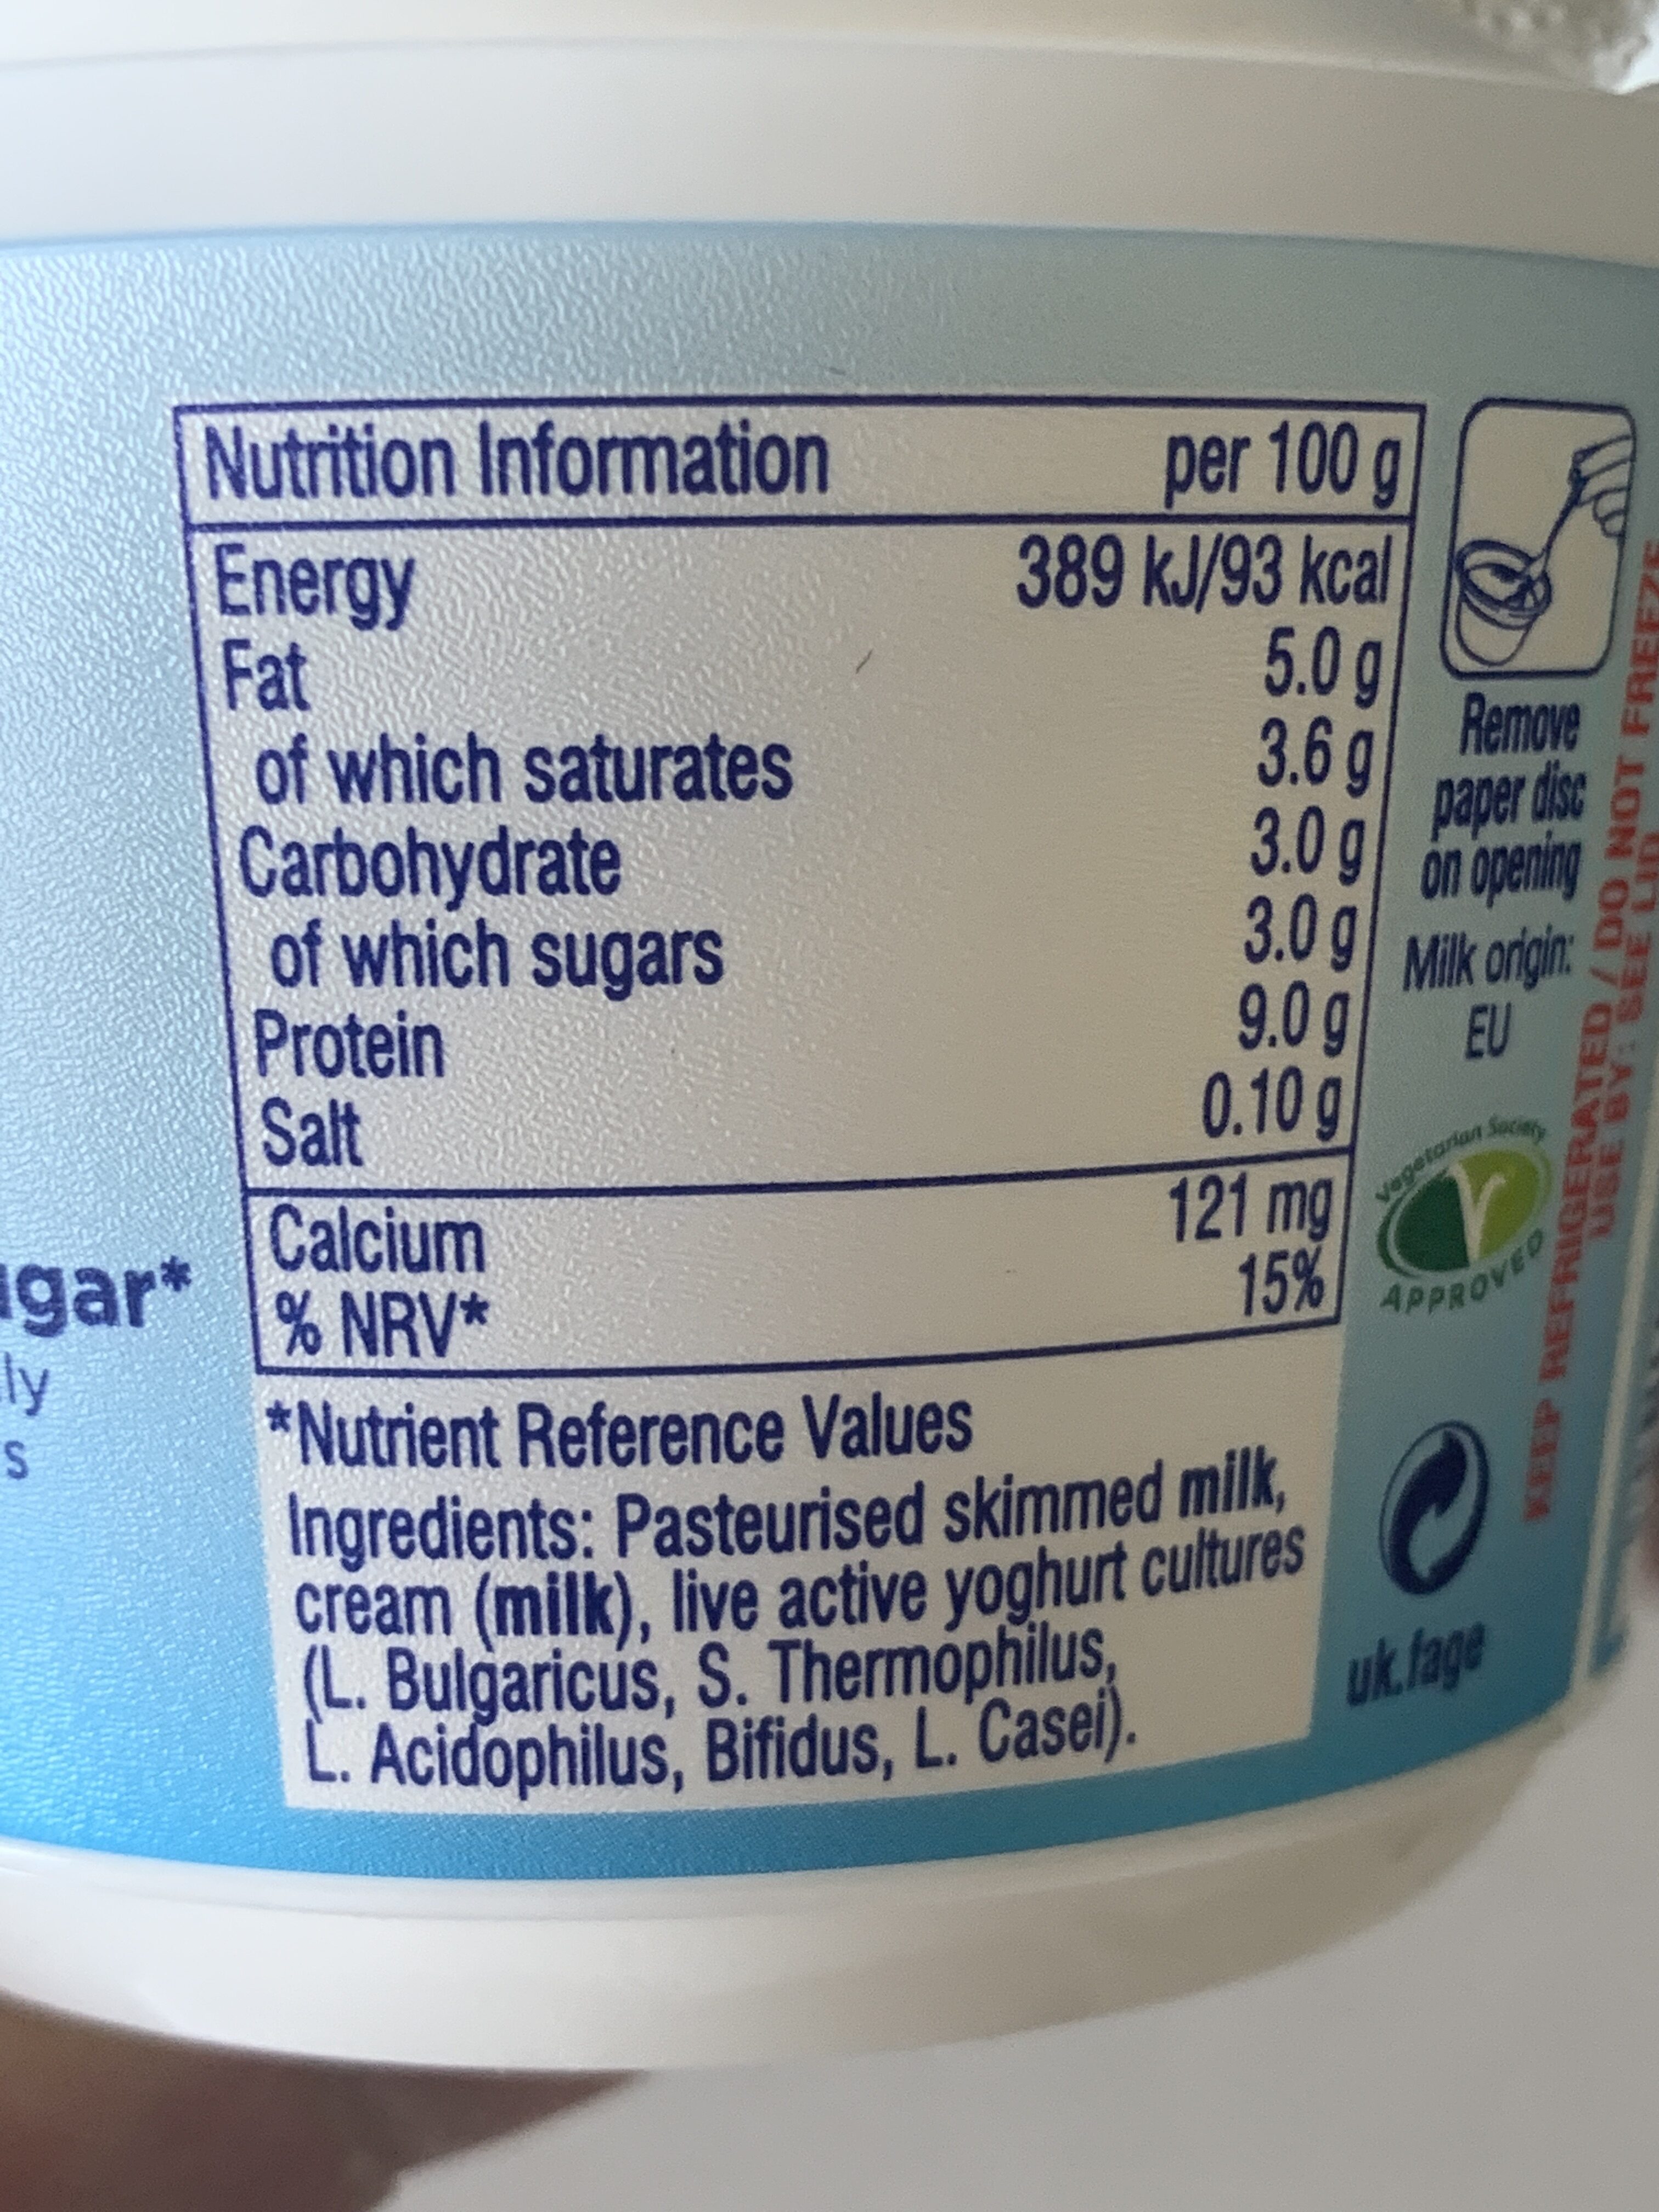 Nutrition Information per 100 g
Energy 389 kJ/93 kcal
Fat 5.0 g
of which saturates 3.6 g
Carbohydrate 3.0 g
of which sugars 3.0 g
Protein 9.0 g
Salt 0.10 g
Calcium 121 mg
% NRV* 15%
*Nutrient Reference Values
Ingredients: Pasteurised skimmed milk,
cream (milk), live active yoghurt cultures
(L. Bulgaricus, S. Thermophilus,
L. Acidophilus, Bifidus, L. Casei).
Remove
paper disc
on opening
Milk origin:
EU
Vegetarian Society
APPROVED
uk.fage
KEEP REFRIGERATED / DO NOT FREEZE
USE BY: SEE LID